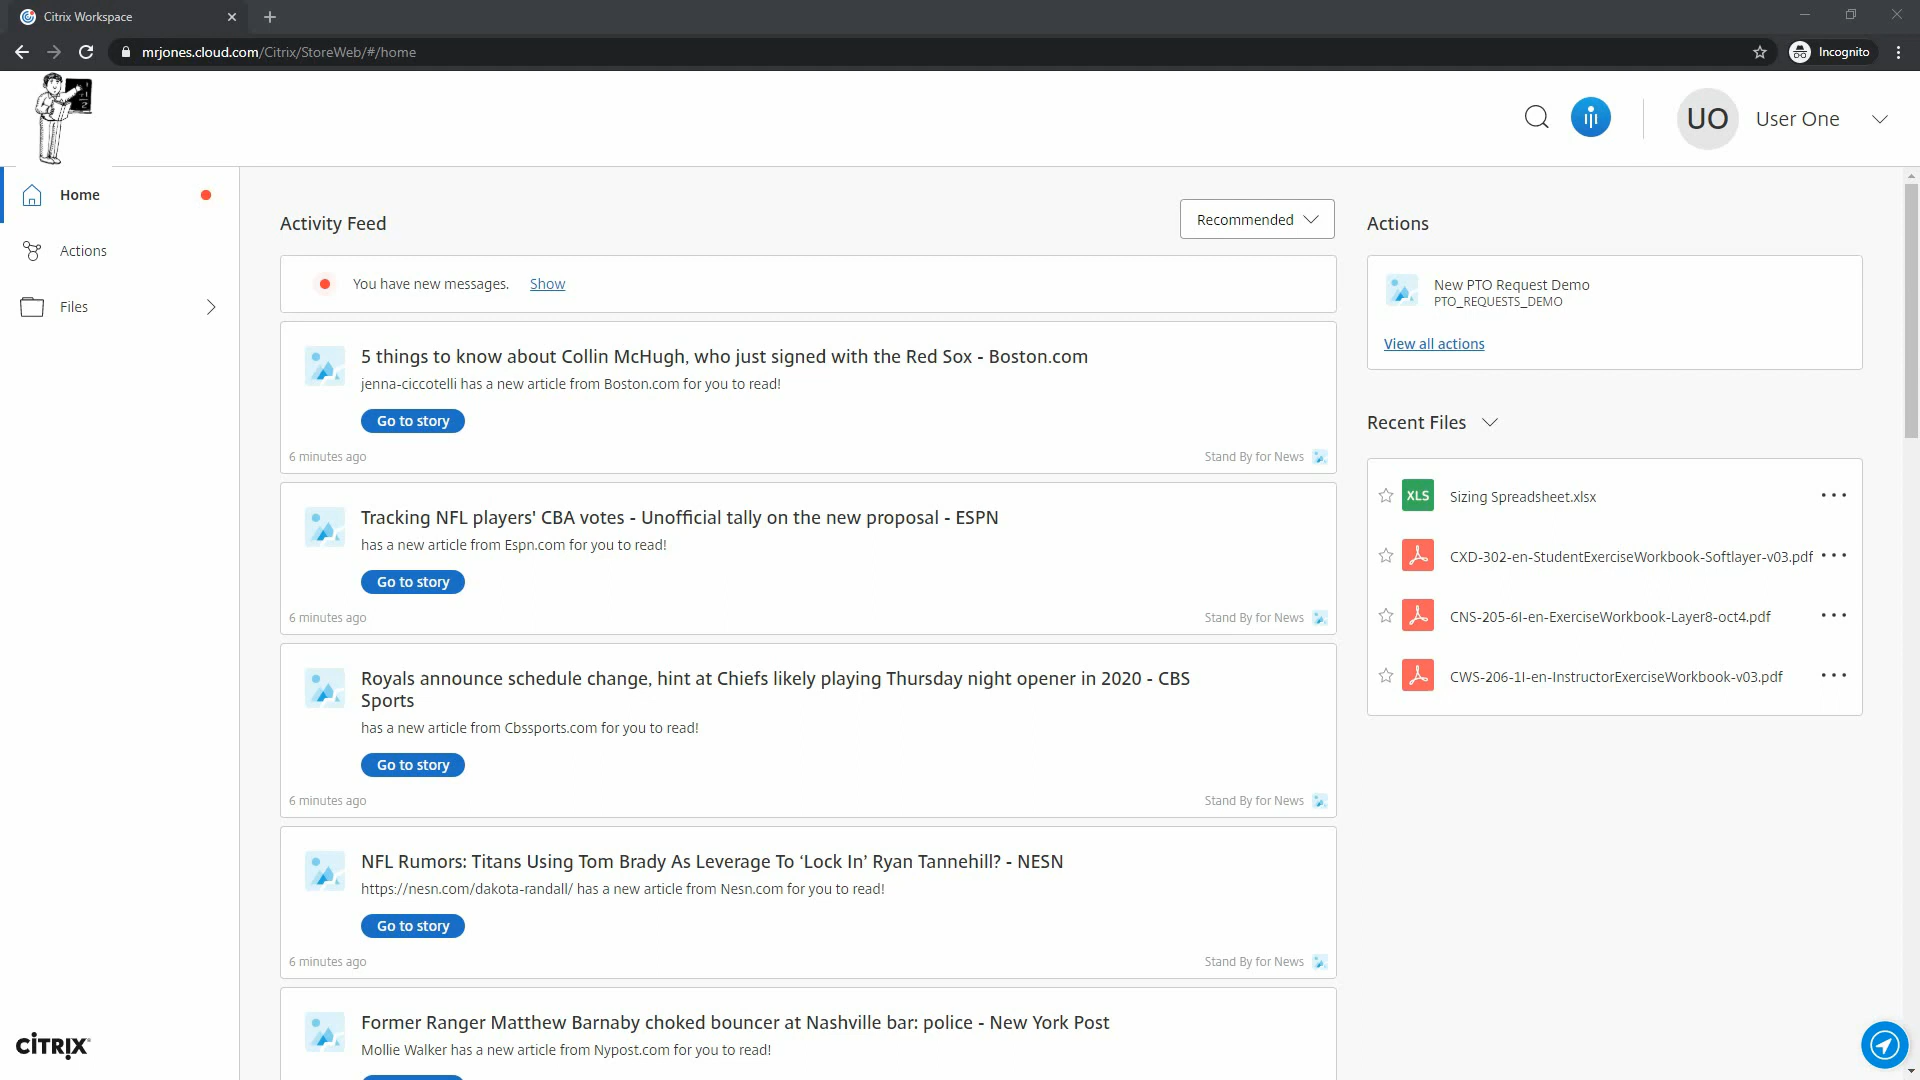 Citrix Workspace
mrjones.cloud.com/Citrix/StoreWeb/#/home
Incognito
UO
User One
Home
Actions
Files
Activity Feed
Recommended
You have new messages. Show
5 things to know about Collin McHugh, who just signed with the Red Sox - Boston.com
jenna-ciccotelli has a new article from Boston.com for you to read!
Go to story
6 minutes ago
Stand By for News
Tracking NFL players' CBA votes - Unofficial tally on the new proposal - ESPN
has a new article from Espn.com for you to read!
Go to story
6 minutes ago
Stand By for News
Royals announce schedule change, hint at Chiefs likely playing Thursday night opener in 2020 - CBS
Sports
has a new article from Cbssports.com for you to read!
Go to story
6 minutes ago
Stand By for News
NFL Rumors: Titans Using Tom Brady As Leverage To ‘Lock In’ Ryan Tannehill? - NESN
https://nesn.com/dakota-randall/ has a new article from Nesn.com for you to read!
Go to story
6 minutes ago
Stand By for News
Former Ranger Matthew Barnaby choked bouncer at Nashville bar: police - New York Post
Mollie Walker has a new article from Nypost.com for you to read!
Actions
New PTO Request Demo
PTO_REQUESTS_DEMO
View all actions
Recent Files
XLS
Sizing Spreadsheet.xlsx
CXD-302-en-StudentExerciseWorkbook-Softlayer-v03.pdf
CNS-205-6I-en-ExerciseWorkbook-Layer8-oct4.pdf
CWS-206-1I-en-InstructorExerciseWorkbook-v03.pdf
CITRIX